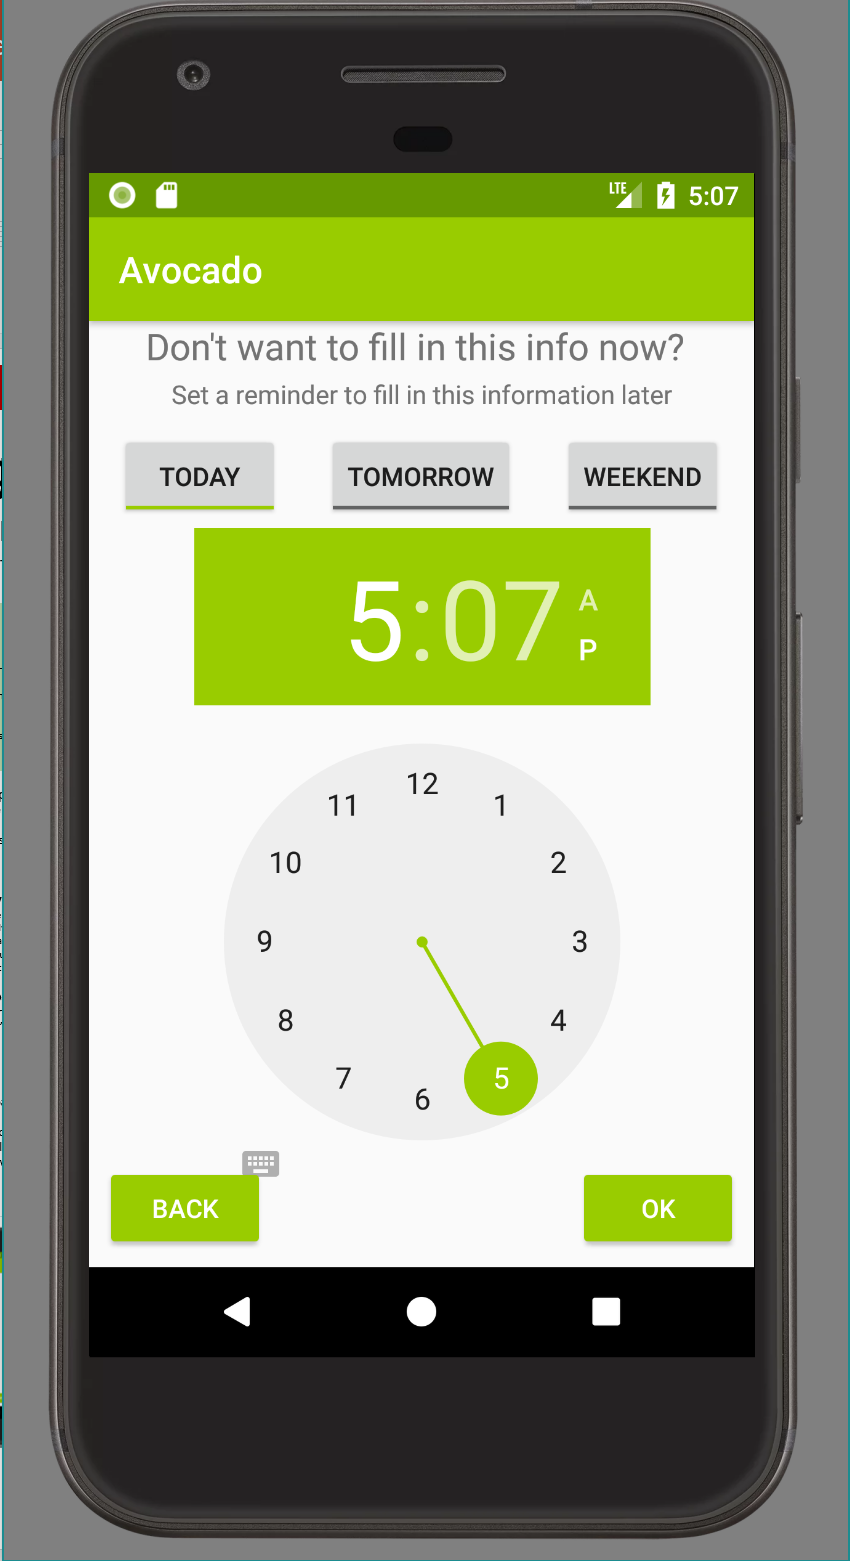 LTE 5:07
Avocado
Don't want to fill in this info now?
Set a reminder to fill in this information later
TODAY TOMORROW WEEKEND
5:07 A
P
12
11 1
10 2
9 3
8 4
7 5
6
BACK OK